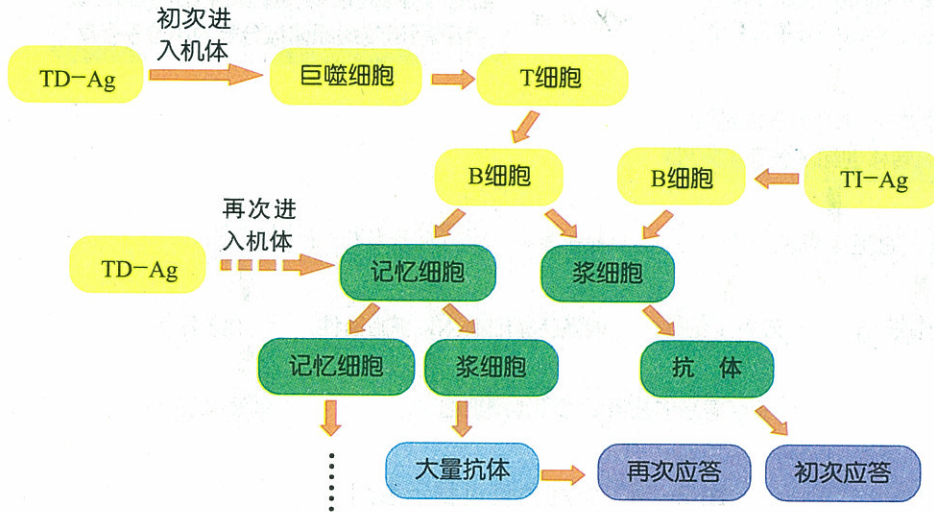 初次进
入机体
TD-Ag
巨噬细胞
T细胞
B细胞
B细胞
TI-Ag
再次进
入机体
TD-Ag
记忆细胞
浆细胞
记忆细胞
浆细胞
抗 体
大量抗体
再次应答
初次应答